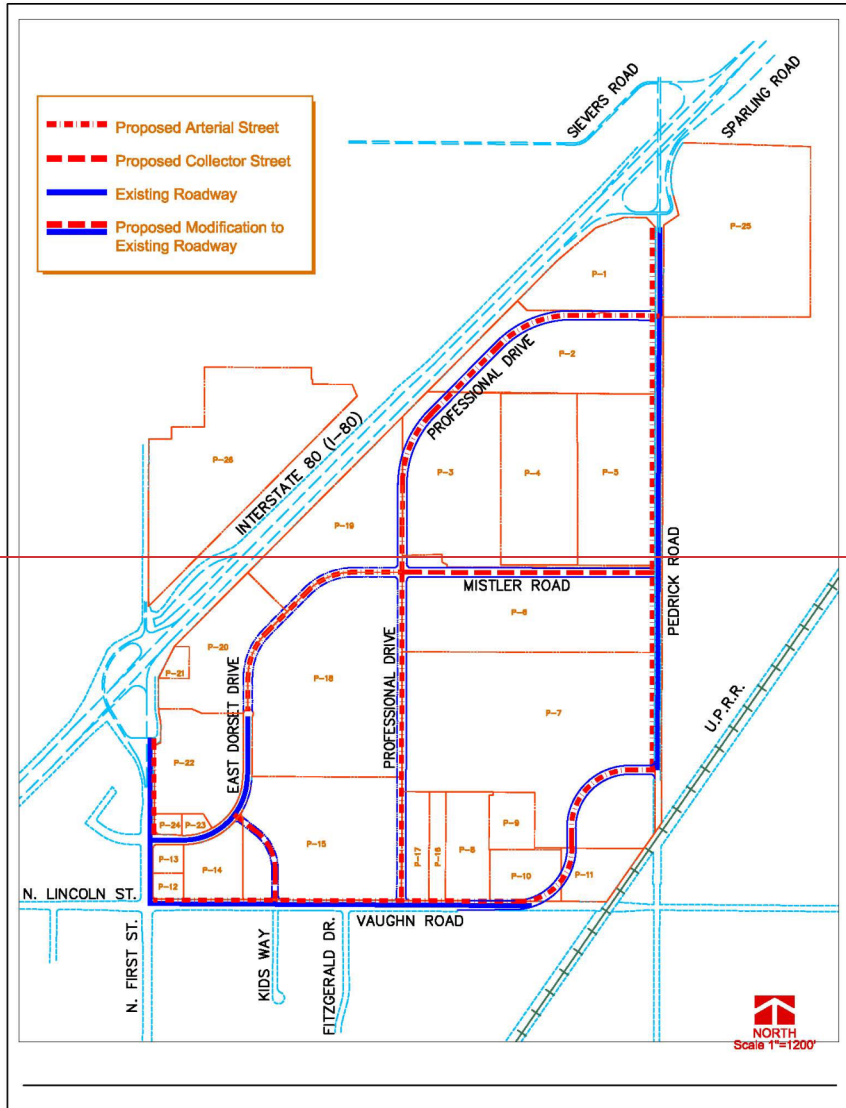 SIEVERS ROAD
SPARLING ROAD
Proposed Arterial Street
Proposed Collector Street
Existing Roadway
Proposed Modification to
Existing Roadway
P-25
P-1
P-2
PROFESSIONAL DRIVE
INTERSTATE 80 (I-80)
P-26
P-3
P-4
P-5
P-19
PEDRICK ROAD
MISTLER ROAD
P-6
P-20
P-21
EAST DORSET DRIVE
P-18
PROFESSIONAL DRIVE
P-7
U.P.R.R.
P-22
P-24
P-23
P-9
P-13
P-14
P-15
P-17
P-16
P-8
P-10
P-11
P-12
N. LINCOLN ST.
VAUGHN ROAD
N. FIRST ST.
KIDS WAY
FITZGERALD DR.
NORTH
Scale 1"=1200'